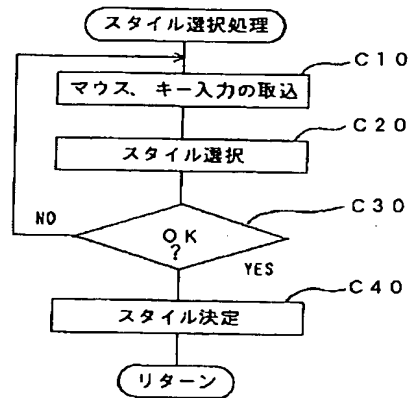 スタイル選択処理
C10
マウス、キー入力の取込
C20
スタイル選択
C30
NO
OK
?
YES
C40
スタイル決定
リターン